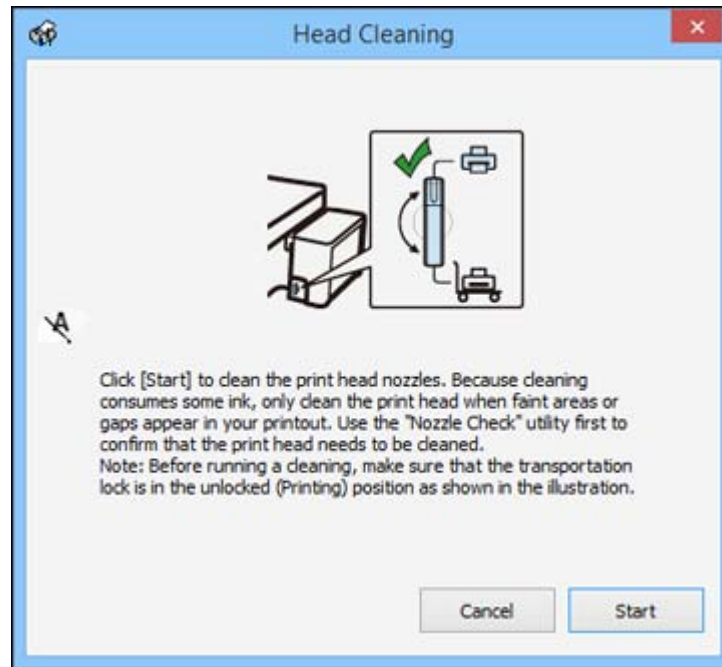 Head Cleaning
A
Click [Start] to clean the print head nozzles. Because cleaning
consumes some ink, only clean the print head when faint areas or
gaps appear in your printout. Use the "Nozzle Check" utility first to
confirm that the print head needs to be cleaned.
Note: Before running a cleaning, make sure that the transportation
lock is in the unlocked (Printing) position as shown in the illustration.
Cancel
Start